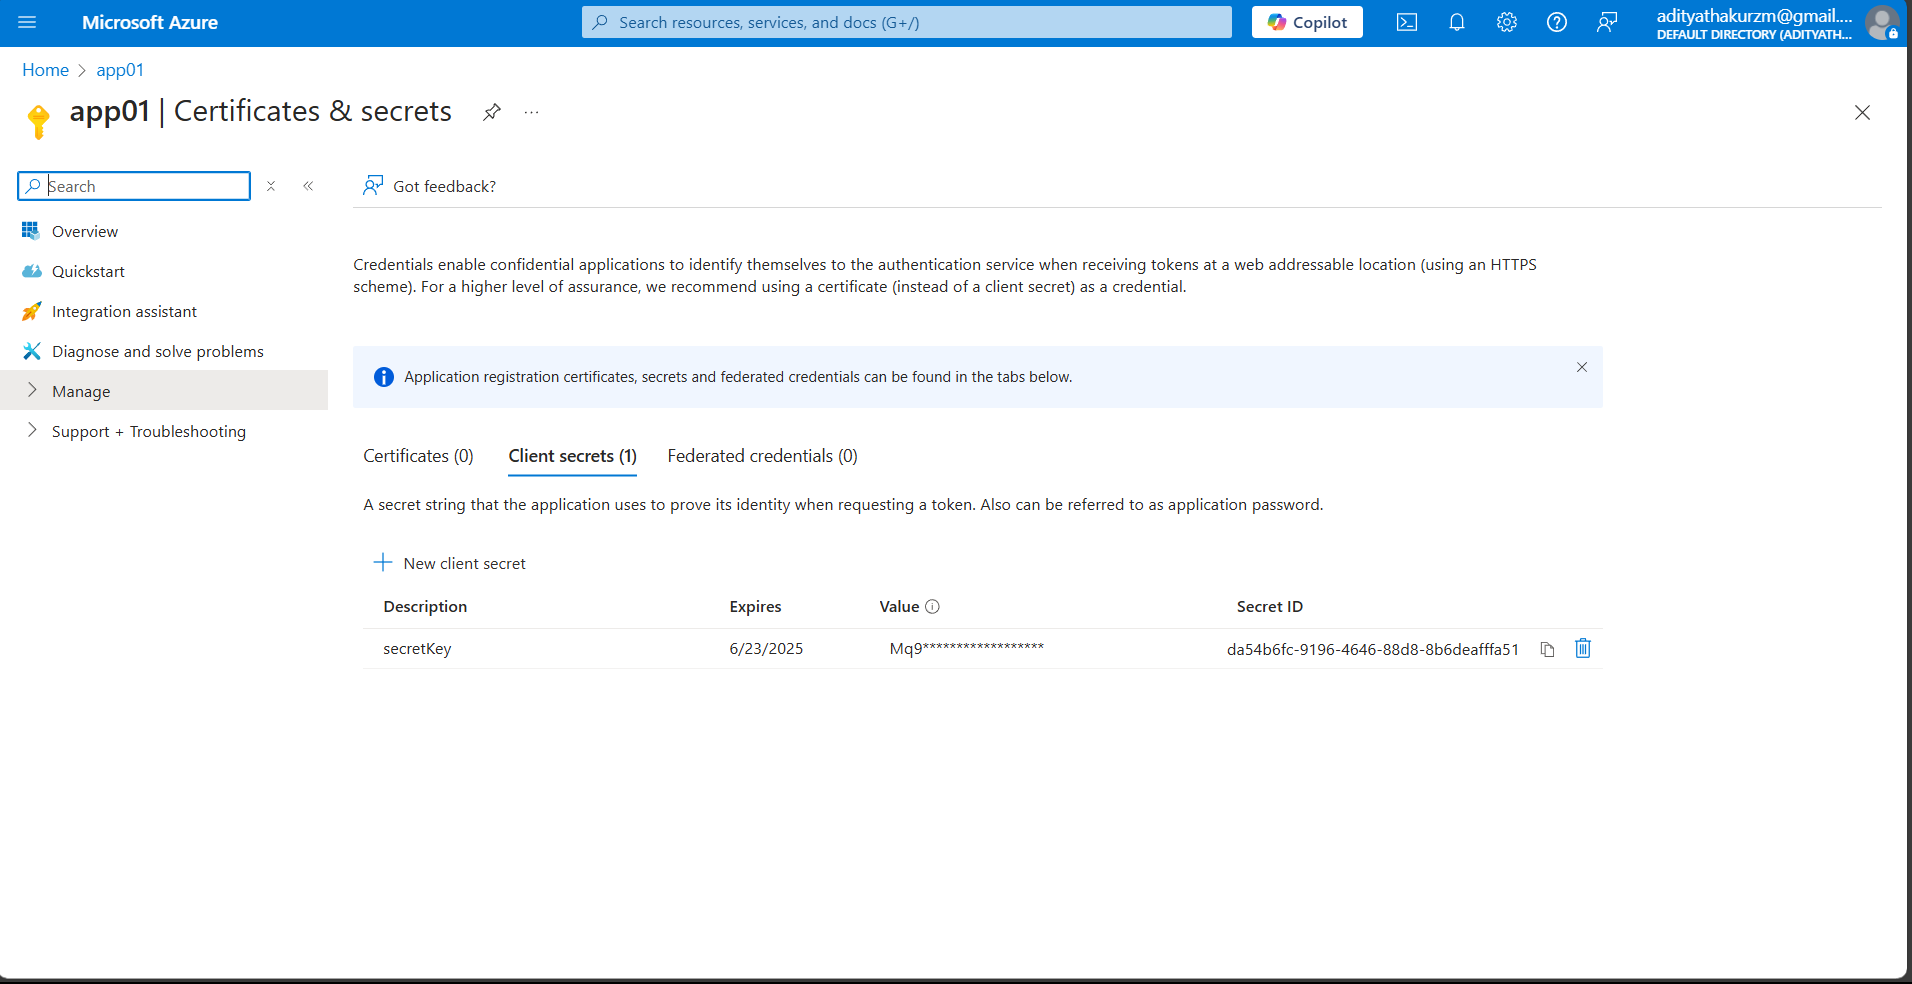 Microsoft Azure
Search resources, services, and docs (G+/)
Copilot
adityathakurzm@gmail....
DEFAULT DIRECTORY (ADITYATH...
Home > app01
app01 | Certificates & secrets
...
Search
Got feedback?
Overview
Quickstart
Integration assistant
Diagnose and solve problems
Manage
Support + Troubleshooting
Credentials enable confidential applications to identify themselves to the authentication service when receiving tokens at a web addressable location (using an HTTPS
scheme). For a higher level of assurance, we recommend using a certificate (instead of a client secret) as a credential.
Application registration certificates, secrets and federated credentials can be found in the tabs below.
Certificates (0) Client secrets (1) Federated credentials (0)
A secret string that the application uses to prove its identity when requesting a token. Also can be referred to as application password.
New client secret
Description Expires Value Secret ID
secretKey 6/23/2025 Mq9****************** da54b6fc-9196-4646-88d8-8b6deafffa51